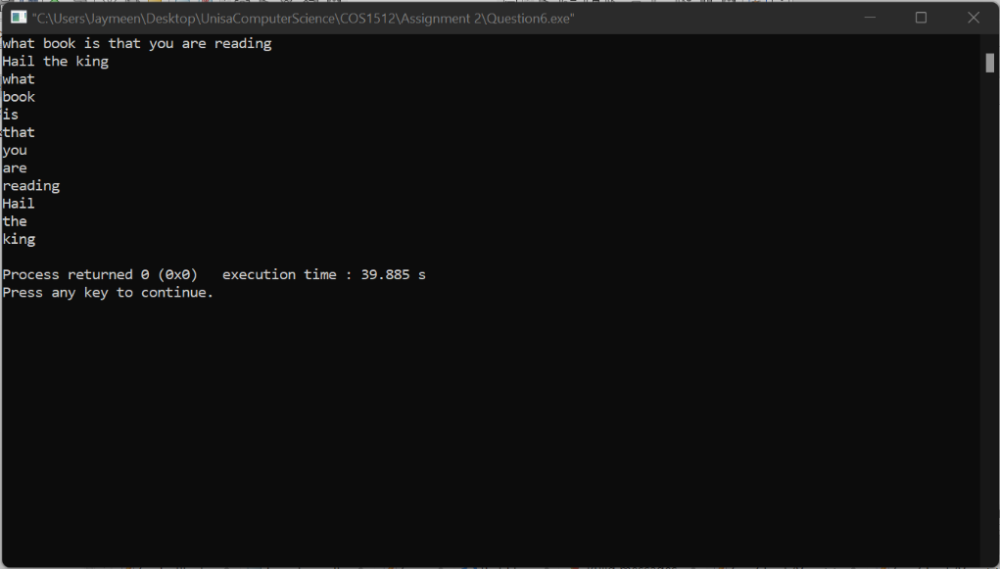 "C:\Users\Jaymeen\Desktop\UnisaComputerScience\COS1512\Assignment 2\Question6.exe"
what book is that you are reading
Hail the king
what
book
is
that
you
are
reading
Hail
the
king
Process returned 0 (0x0)   execution time : 39.885 s
Press any key to continue.